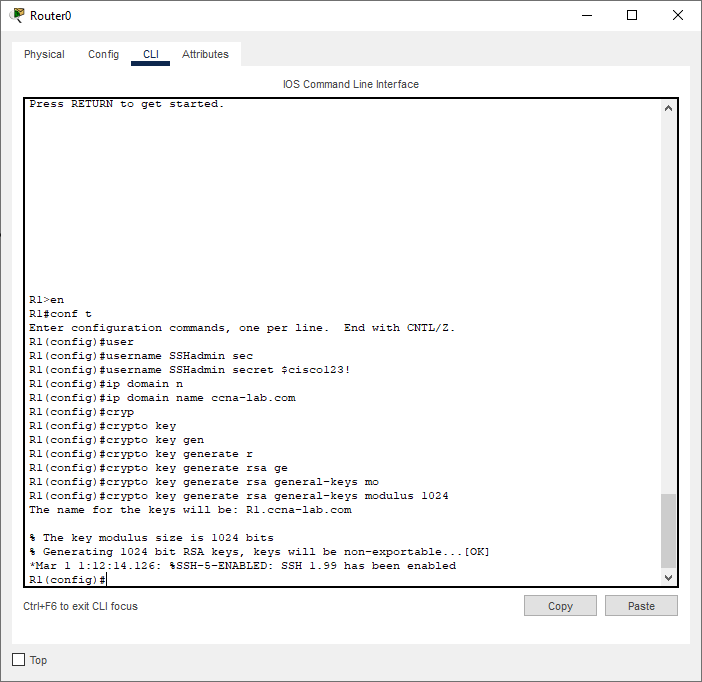 Router0
Physical Config CLI Attributes
IOS Command Line Interface
Press RETURN to get started.
R1>en
R1#conf t
Enter configuration commands, one per line.  End with CNTL/Z.
R1(config)#user
R1(config)#username SSHadmin sec
R1(config)#username SSHadmin secret $cisco123!
R1(config)#ip domain n
R1(config)#ip domain name ccna-lab.com
R1(config)#cryp
R1(config)#crypto key
R1(config)#crypto key gen
R1(config)#crypto key generate r
R1(config)#crypto key generate rsa ge
R1(config)#crypto key generate rsa general-keys mo
R1(config)#crypto key generate rsa general-keys modulus 1024
The name for the keys will be: R1.ccna-lab.com
% The key modulus size is 1024 bits
% Generating 1024 bit RSA keys, keys will be non-exportable...[OK]
*Mar 1 1:12:14.126: %SSH-5-ENABLED: SSH 1.99 has been enabled
R1(config)#
Ctrl+F6 to exit CLI focus
Copy Paste
Top